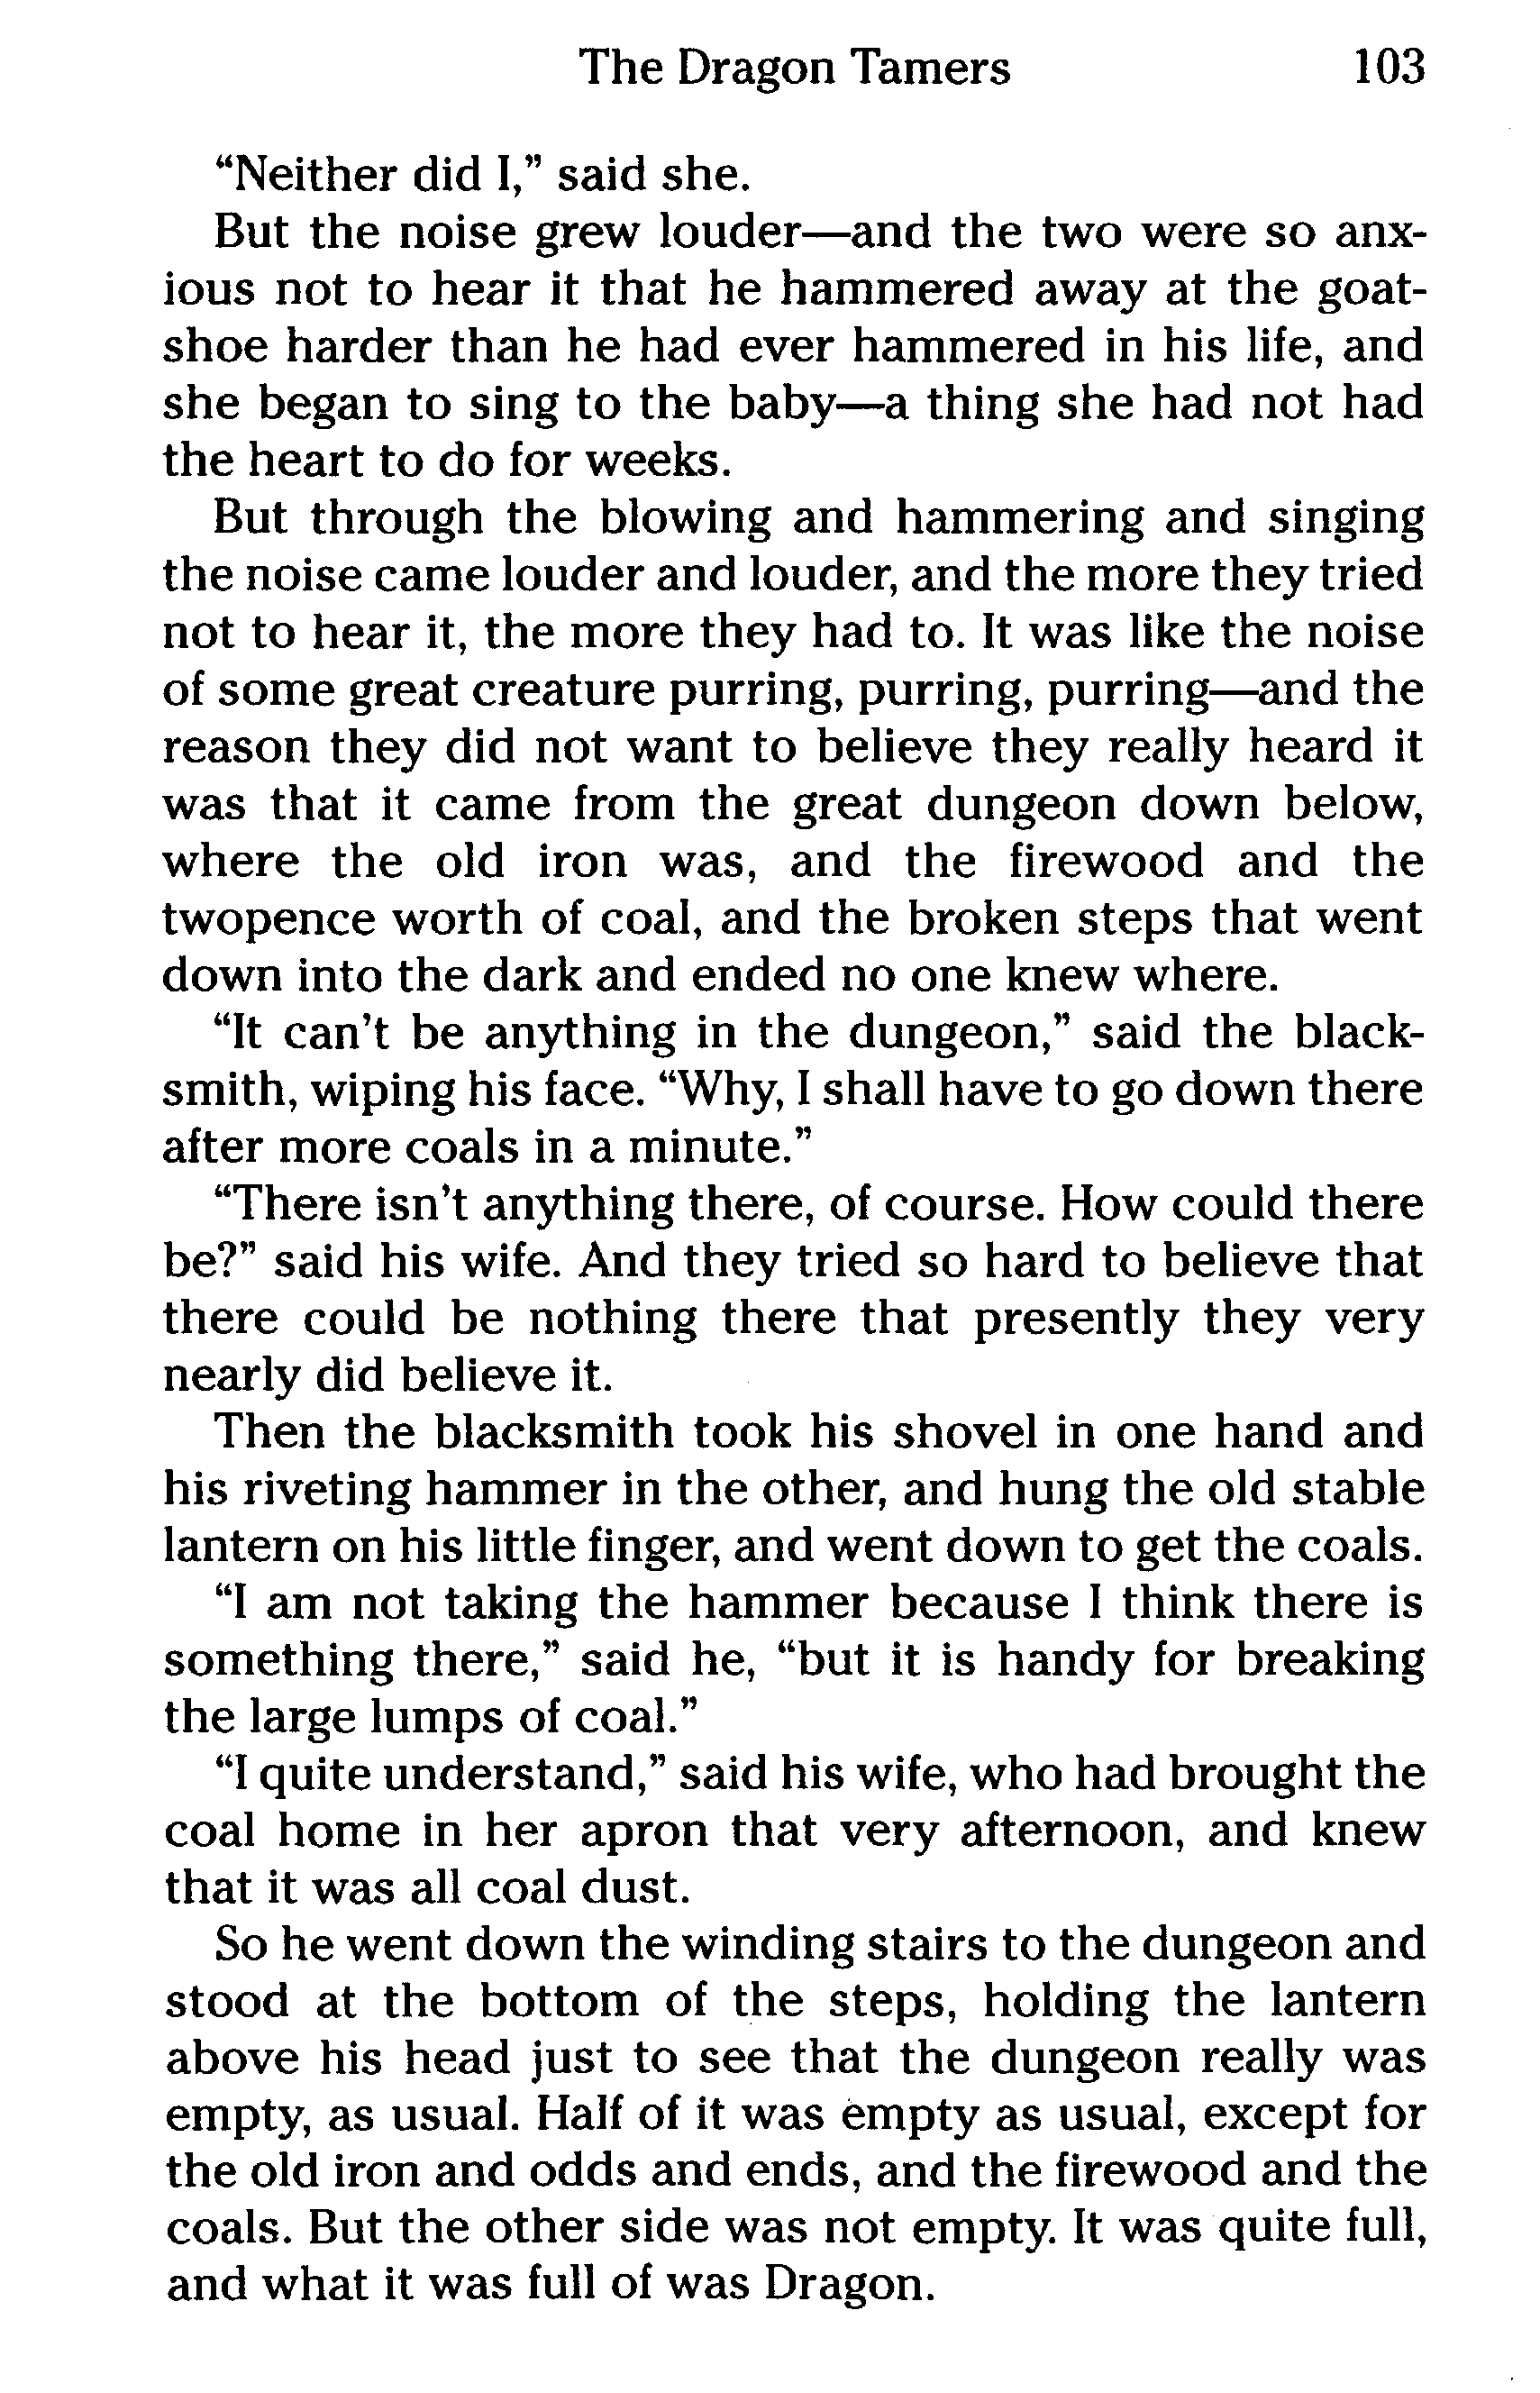 The Dragon Tamers 103
“Neither did I,” said she.
But the noise grew louder—and the two were so anx-
ious not to hear it that he hammered away at the goat-
shoe harder than he had ever hammered in his life, and
she began to sing to the baby—a thing she had not had
the heart to do for weeks.
But through the blowing and hammering and singing
the noise came louder and louder, and the more they tried
not to hear it, the more they had to. It was like the noise
of some great creature purring, purring, purring—and the
reason they did not want to believe they really heard it
was that it came from the great dungeon down below,
where the old iron was, and the firewood and the
twopence worth of coal, and the broken steps that went
down into the dark and ended no one knew where.
“It can’t be anything in the dungeon,” said the black-
smith, wiping his face. “Why, I shall have to go down there
after more coals in a minute.”
“There isn’t anything there, of course. How could there
be?” said his wife. And they tried so hard to believe that
there could be nothing there that presently they very
nearly did believe it.
Then the blacksmith took his shovel in one hand and
his riveting hammer in the other, and hung the old stable
lantern on his little finger, and went down to get the coals.
“I am not taking the hammer because I think there is
something there,” said he, “but it is handy for breaking
the large lumps of coal.”
“I quite understand,” said his wife, who had brought the
coal home in her apron that very afternoon, and knew
that it was all coal dust.
So he went down the winding stairs to the dungeon and
stood at the bottom of the steps, holding the lantern
above his head just to see that the dungeon really was
empty, as usual. Half of it was empty as usual, except for
the old iron and odds and ends, and the firewood and the
coals. But the other side was not empty. It was quite full,
and what it was full of was Dragon.